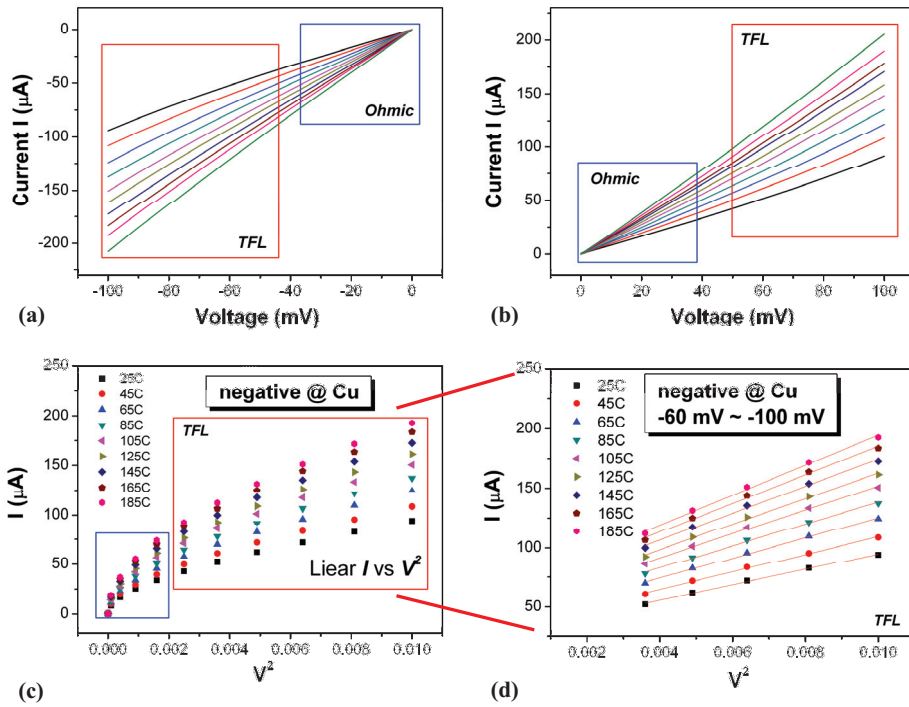 0
-50
-100
-150
-200
Current I (μA)
Ohmic
TFL
-100 -80 -60 -40 -20 0
Voltage (mV)
(a)
200
150
100
50
0
Current I (μA)
TFL
Ohmic
0 20 40 60 80 100
Voltage (mV)
(b)
250
200
150
100
50
0
I (μA)
25C
45C
65C
85C
105C
125C
145C
165C
185C
negative @ Cu
TFL
Liear I vs V²
0.000 0.002 0.004 0.006 0.008 0.010
V²
(c)
250
200
150
100
50
I (μA)
25C
45C
65C
85C
105C
125C
145C
165C
185C
negative @ Cu
-60 mV ~ -100 mV
TFL
0.002 0.004 0.006 0.008 0.010
V²
(d)